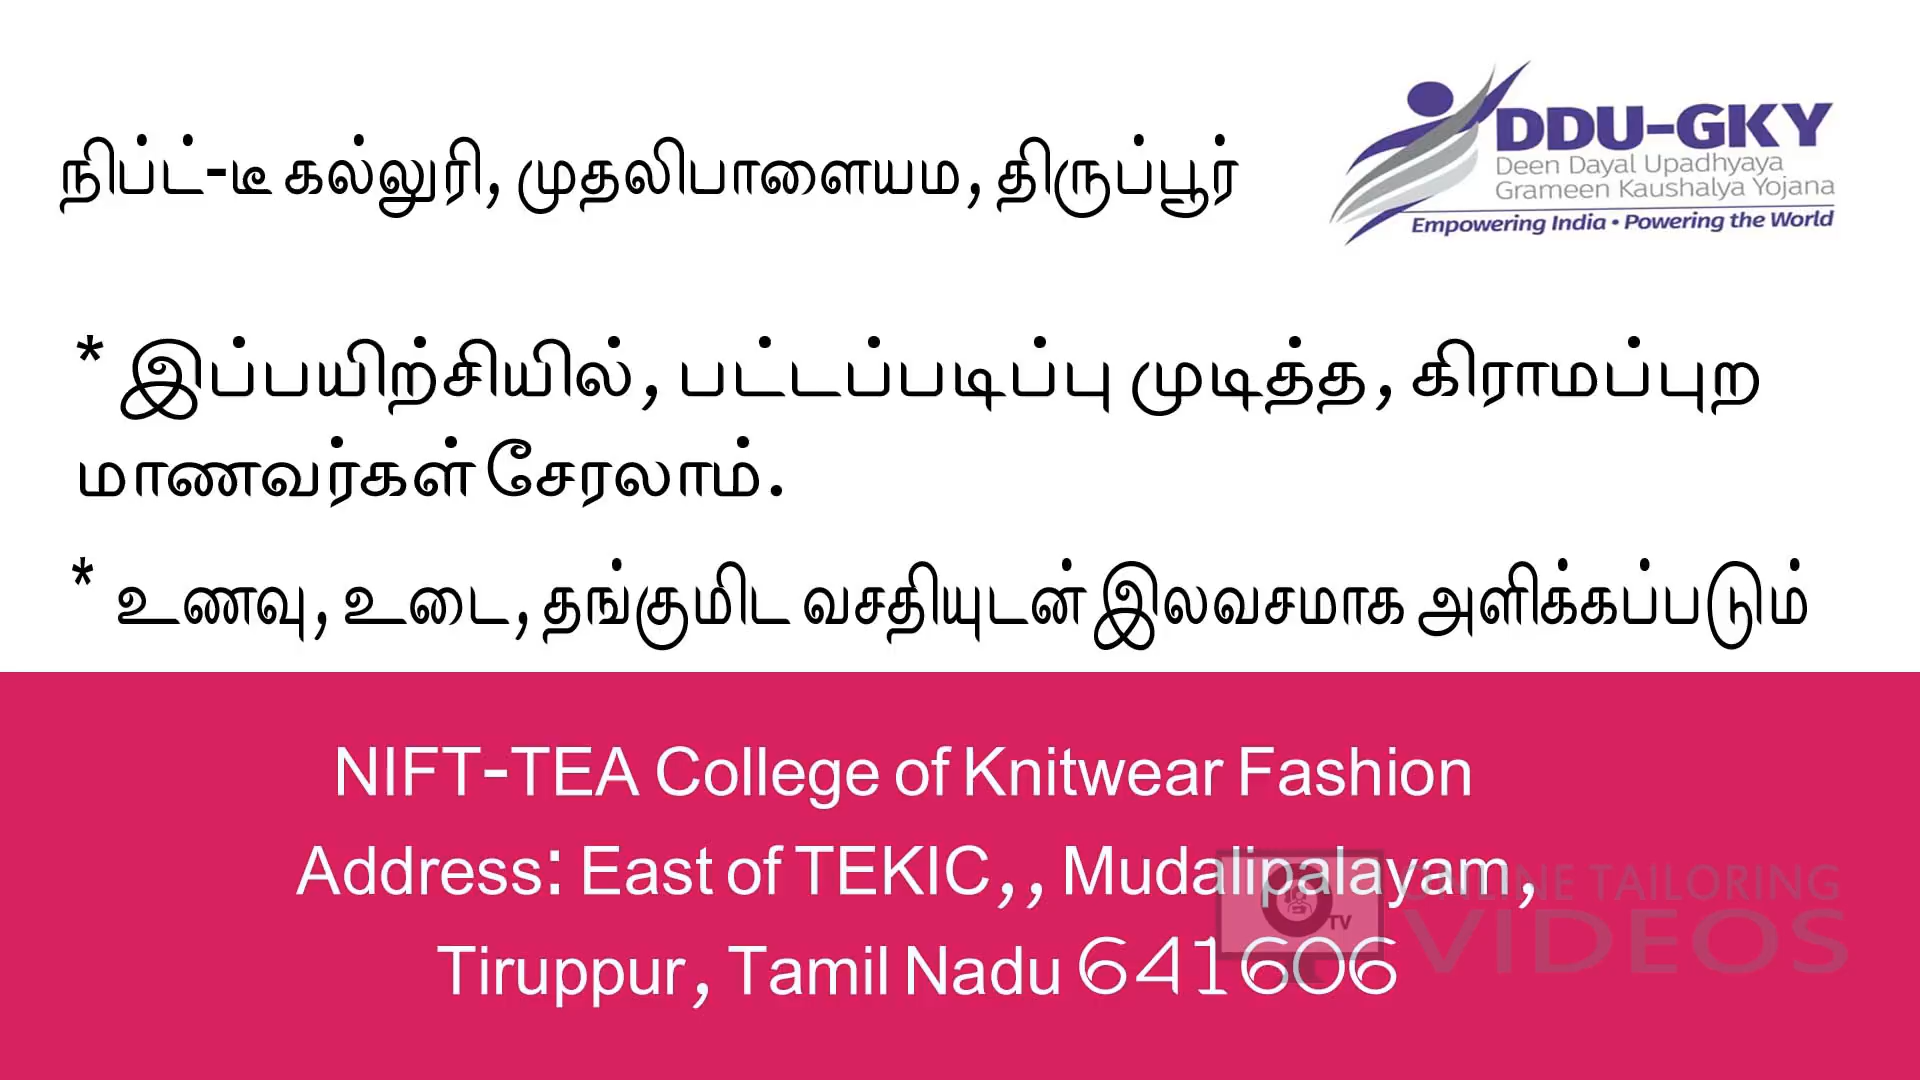 நிப்ட்-டீ கல்லுரி, முதலிபாளையம, திருப்பூர்
DDU-GKY
Deen Dayal Upadhyaya
Grameen Kaushalya Yojana
Empowering India • Powering the World
* இப்பயிற்சியில், பட்டப்படிப்பு முடித்த, கிராமப்புற
மாணவர்கள் சேரலாம்.
* உணவு, உடை, தங்குமிட வசதியுடன் இலவசமாக அளிக்கப்படும்
NIFT-TEA College of Knitwear Fashion
Address: East of TEKIC,, Mudalipalayam,
Tiruppur, Tamil Nadu 641606
TV
ONLINE TAILORING
VIDEOS